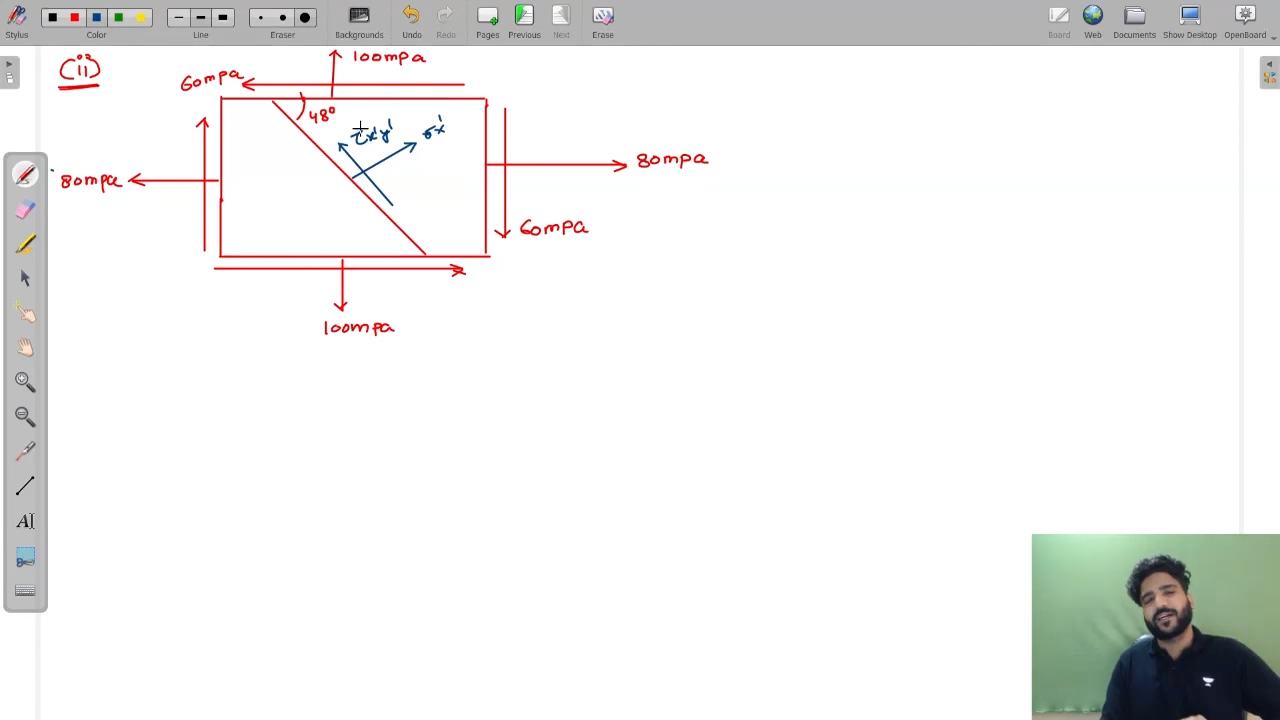 Stylus
Color
Line
Eraser
Backgrounds
Undo
Redo
Pages
Previous
Next
Erase
Board
Web
Documents
Show Desktop
OpenBoard
(ii)
100mpa
60mpa
48°
τx'y'
σx'
80mpa
80mpa
60mpa
100mpa